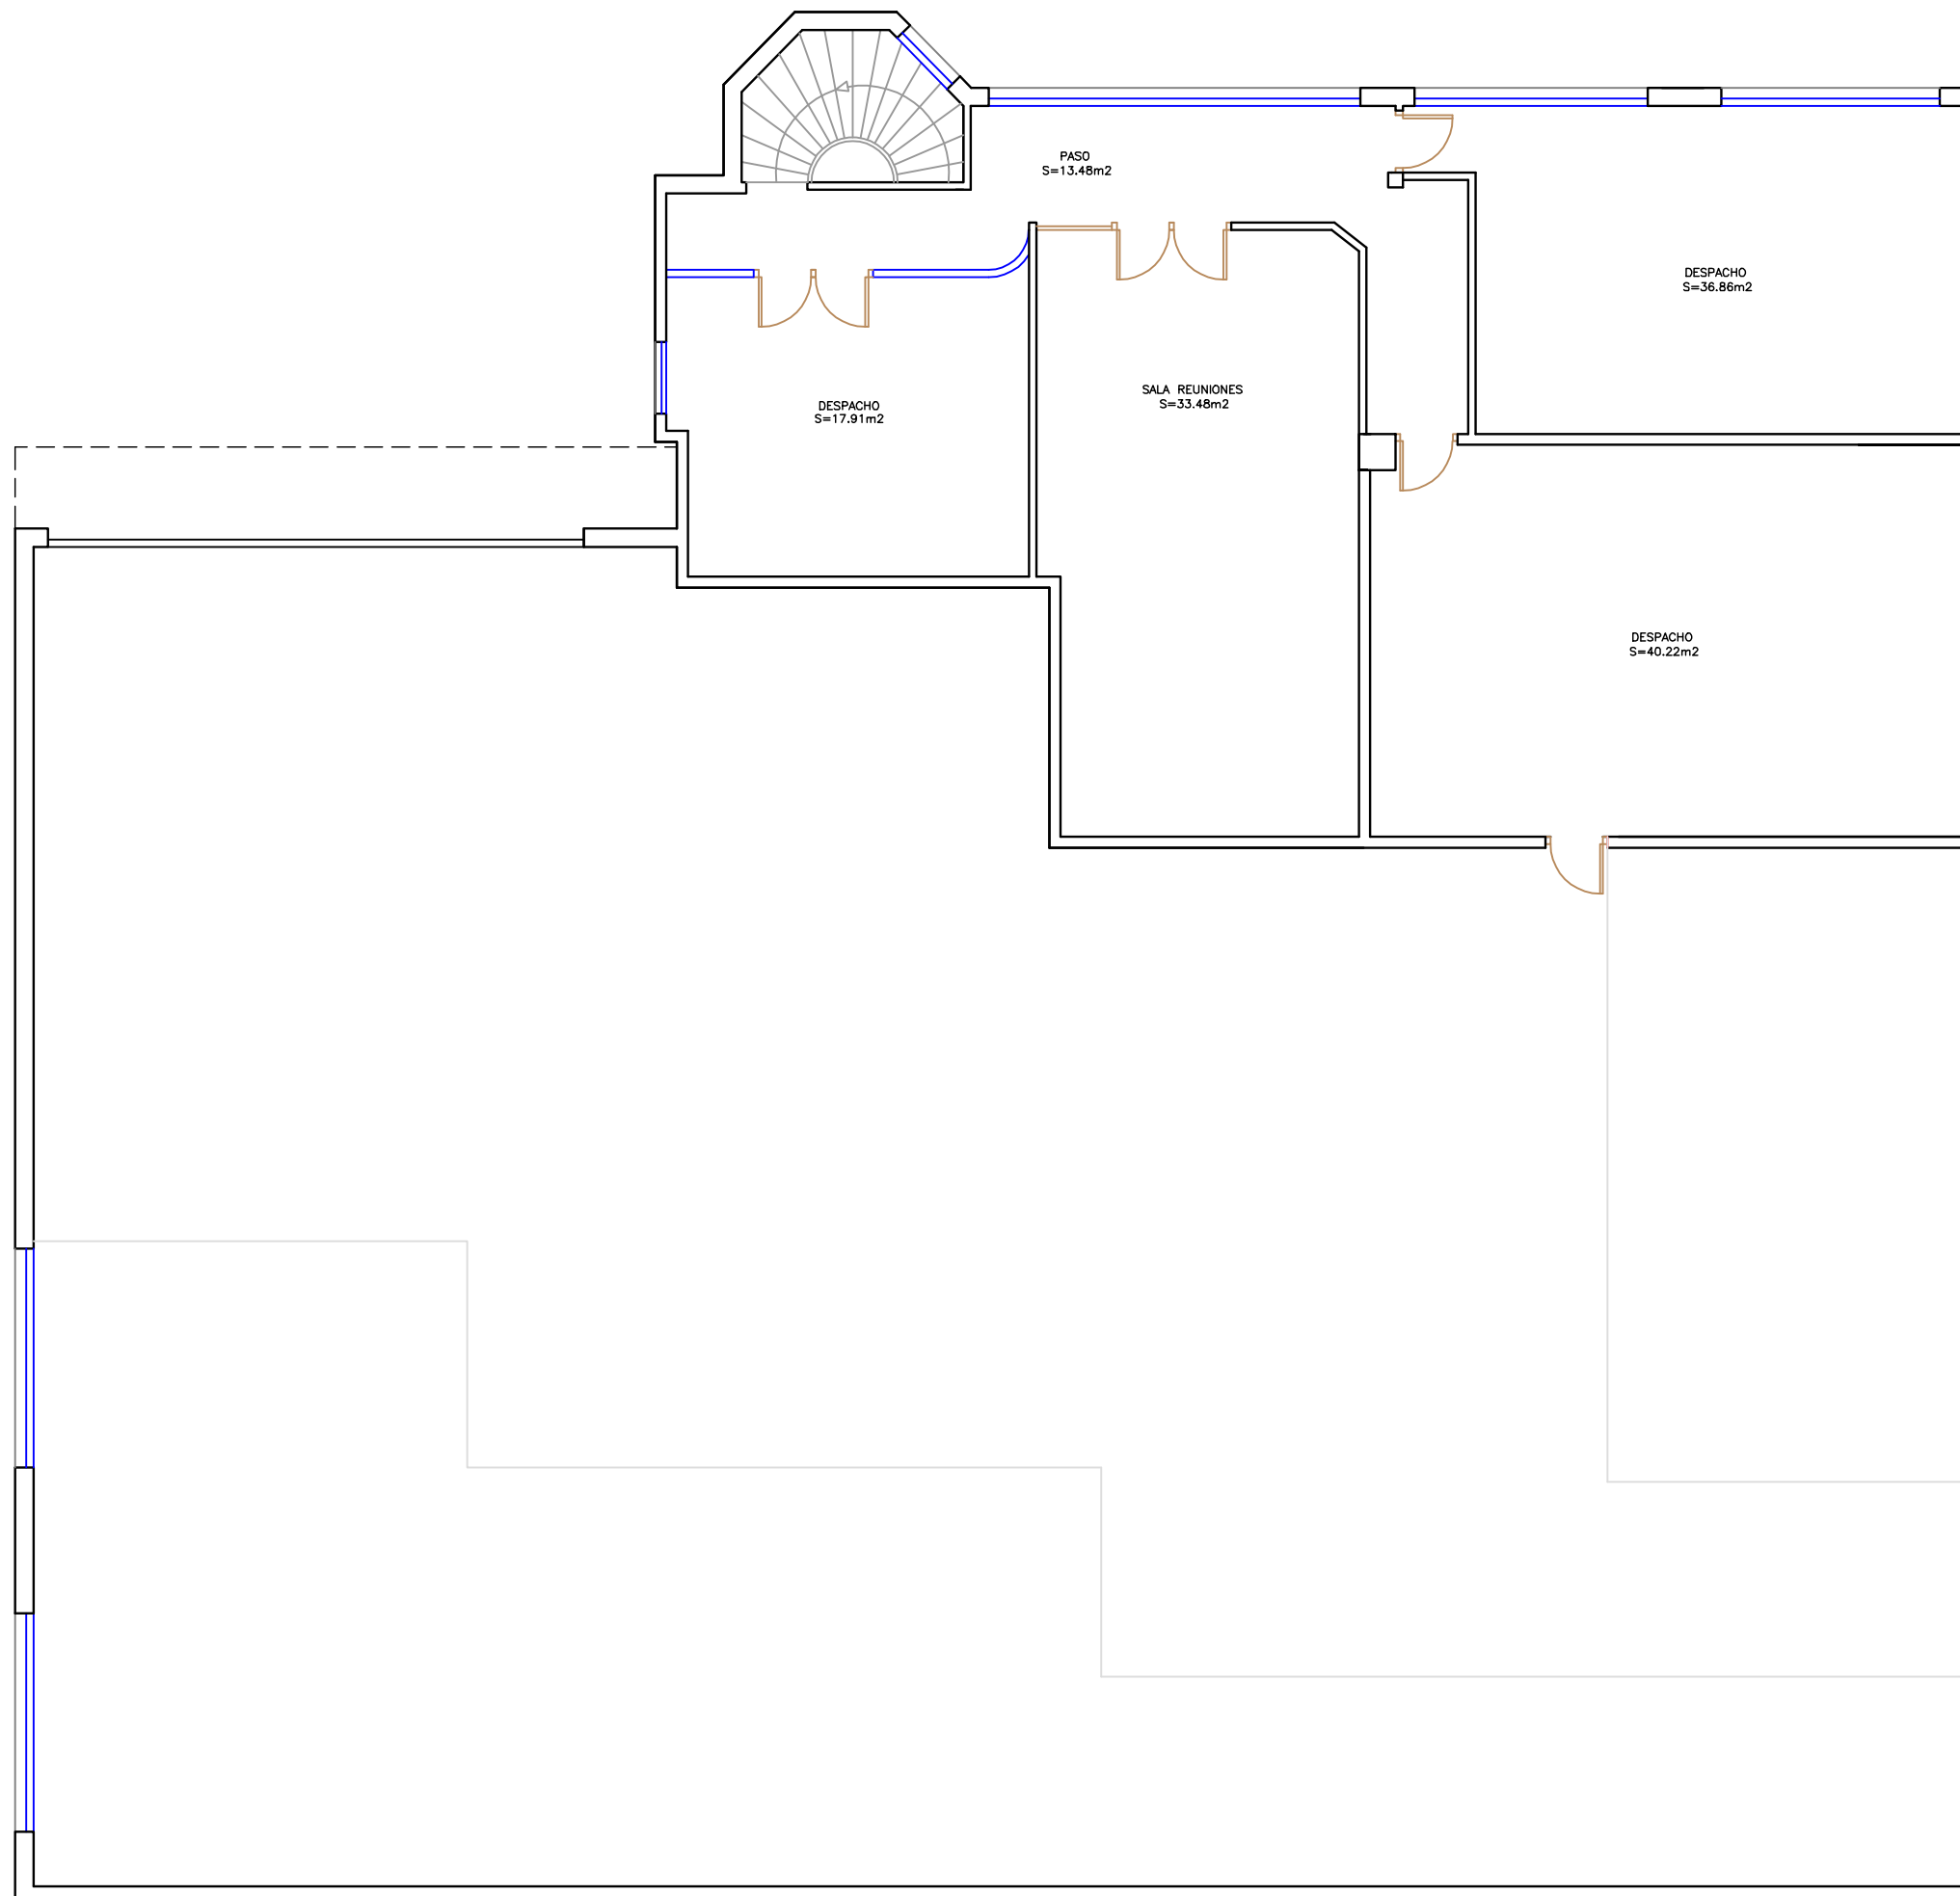 PASO
S=13.48m2
DESPACHO
S=36.86m2
SALA REUNIONES
S=33.48m2
DESPACHO
S=17.91m2
DESPACHO
S=40.22m2